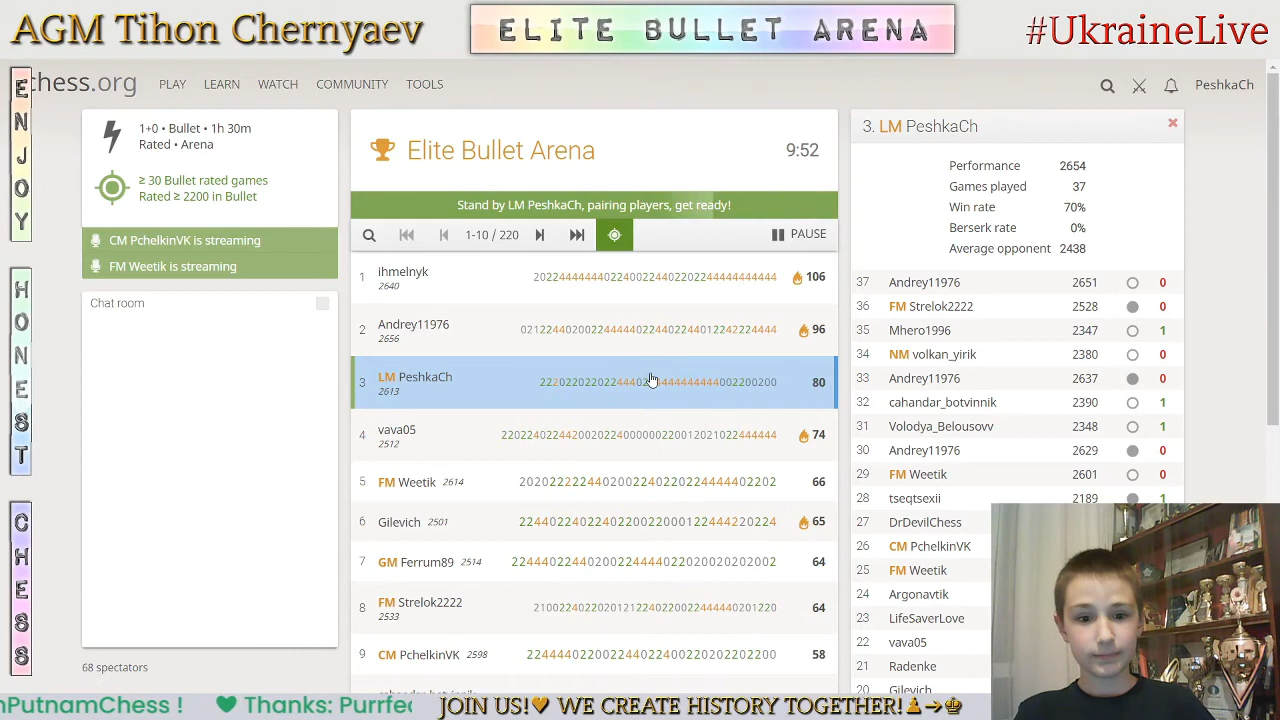 AGM Tihon Chernyaev
ELITE BULLET ARENA
#UkraineLive
ENJOY
HONEST
CHESS
chess.org
PLAY LEARN WATCH COMMUNITY TOOLS
PeshkaCh
1+0 • Bullet • 1h 30m
Rated • Arena
≥ 30 Bullet rated games
Rated ≥ 2200 in Bullet
CM PchelkinVK is streaming
FM Weetik is streaming
Chat room
68 spectators
Elite Bullet Arena 9:52
Stand by LM PeshkaCh, pairing players, get ready!
1-10 / 220 PAUSE
1 ihmelnyk 106
2640
2 Andrey11976 96
2656
3 LM PeshkaCh 80
2613
4 vava05 74
2512
5 FM Weetik 2614 66
6 Gilevich 2501 65
7 GM Ferrum89 2514 64
8 FM Strelok2222 64
2533
9 CM PchelkinVK 2598 58
3. LM PeshkaCh
Performance 2654
Games played 37
Win rate 70%
Berserk rate 0%
Average opponent 2438
37 Andrey11976 2651 0
36 FM Strelok2222 2528 0
35 Mhero1996 2347 1
34 NM volkan_yirik 2380 0
33 Andrey11976 2637 0
32 cahandar_botvinnik 2390 1
31 Volodya_Belousovv 2348 1
30 Andrey11976 2629 0
29 FM Weetik 2601 0
28 tseqtsexii 2189 1
27 DrDevilChess
26 CM PchelkinVK
25 FM Weetik
24 Argonavtik
23 LifeSaverLove
22 vava05
21 Radenke
20 Gilevich
nPutnamChess ! Thanks: Purrfec
JOIN US! WE CREATE HISTORY TOGETHER!